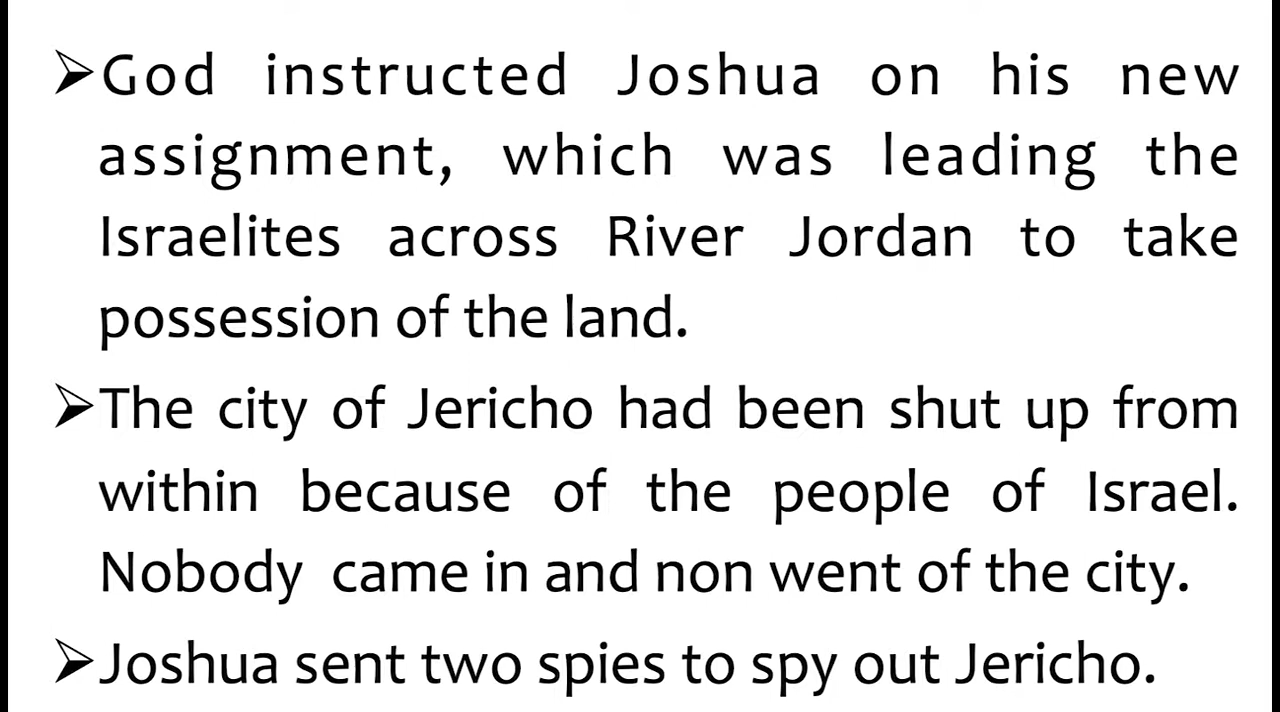 ➢God instructed Joshua on his new
assignment, which was leading the
Israelites across River Jordan to take
possession of the land.
➢The city of Jericho had been shut up from
within because of the people of Israel.
Nobody came in and non went of the city.
➢Joshua sent two spies to spy out Jericho.